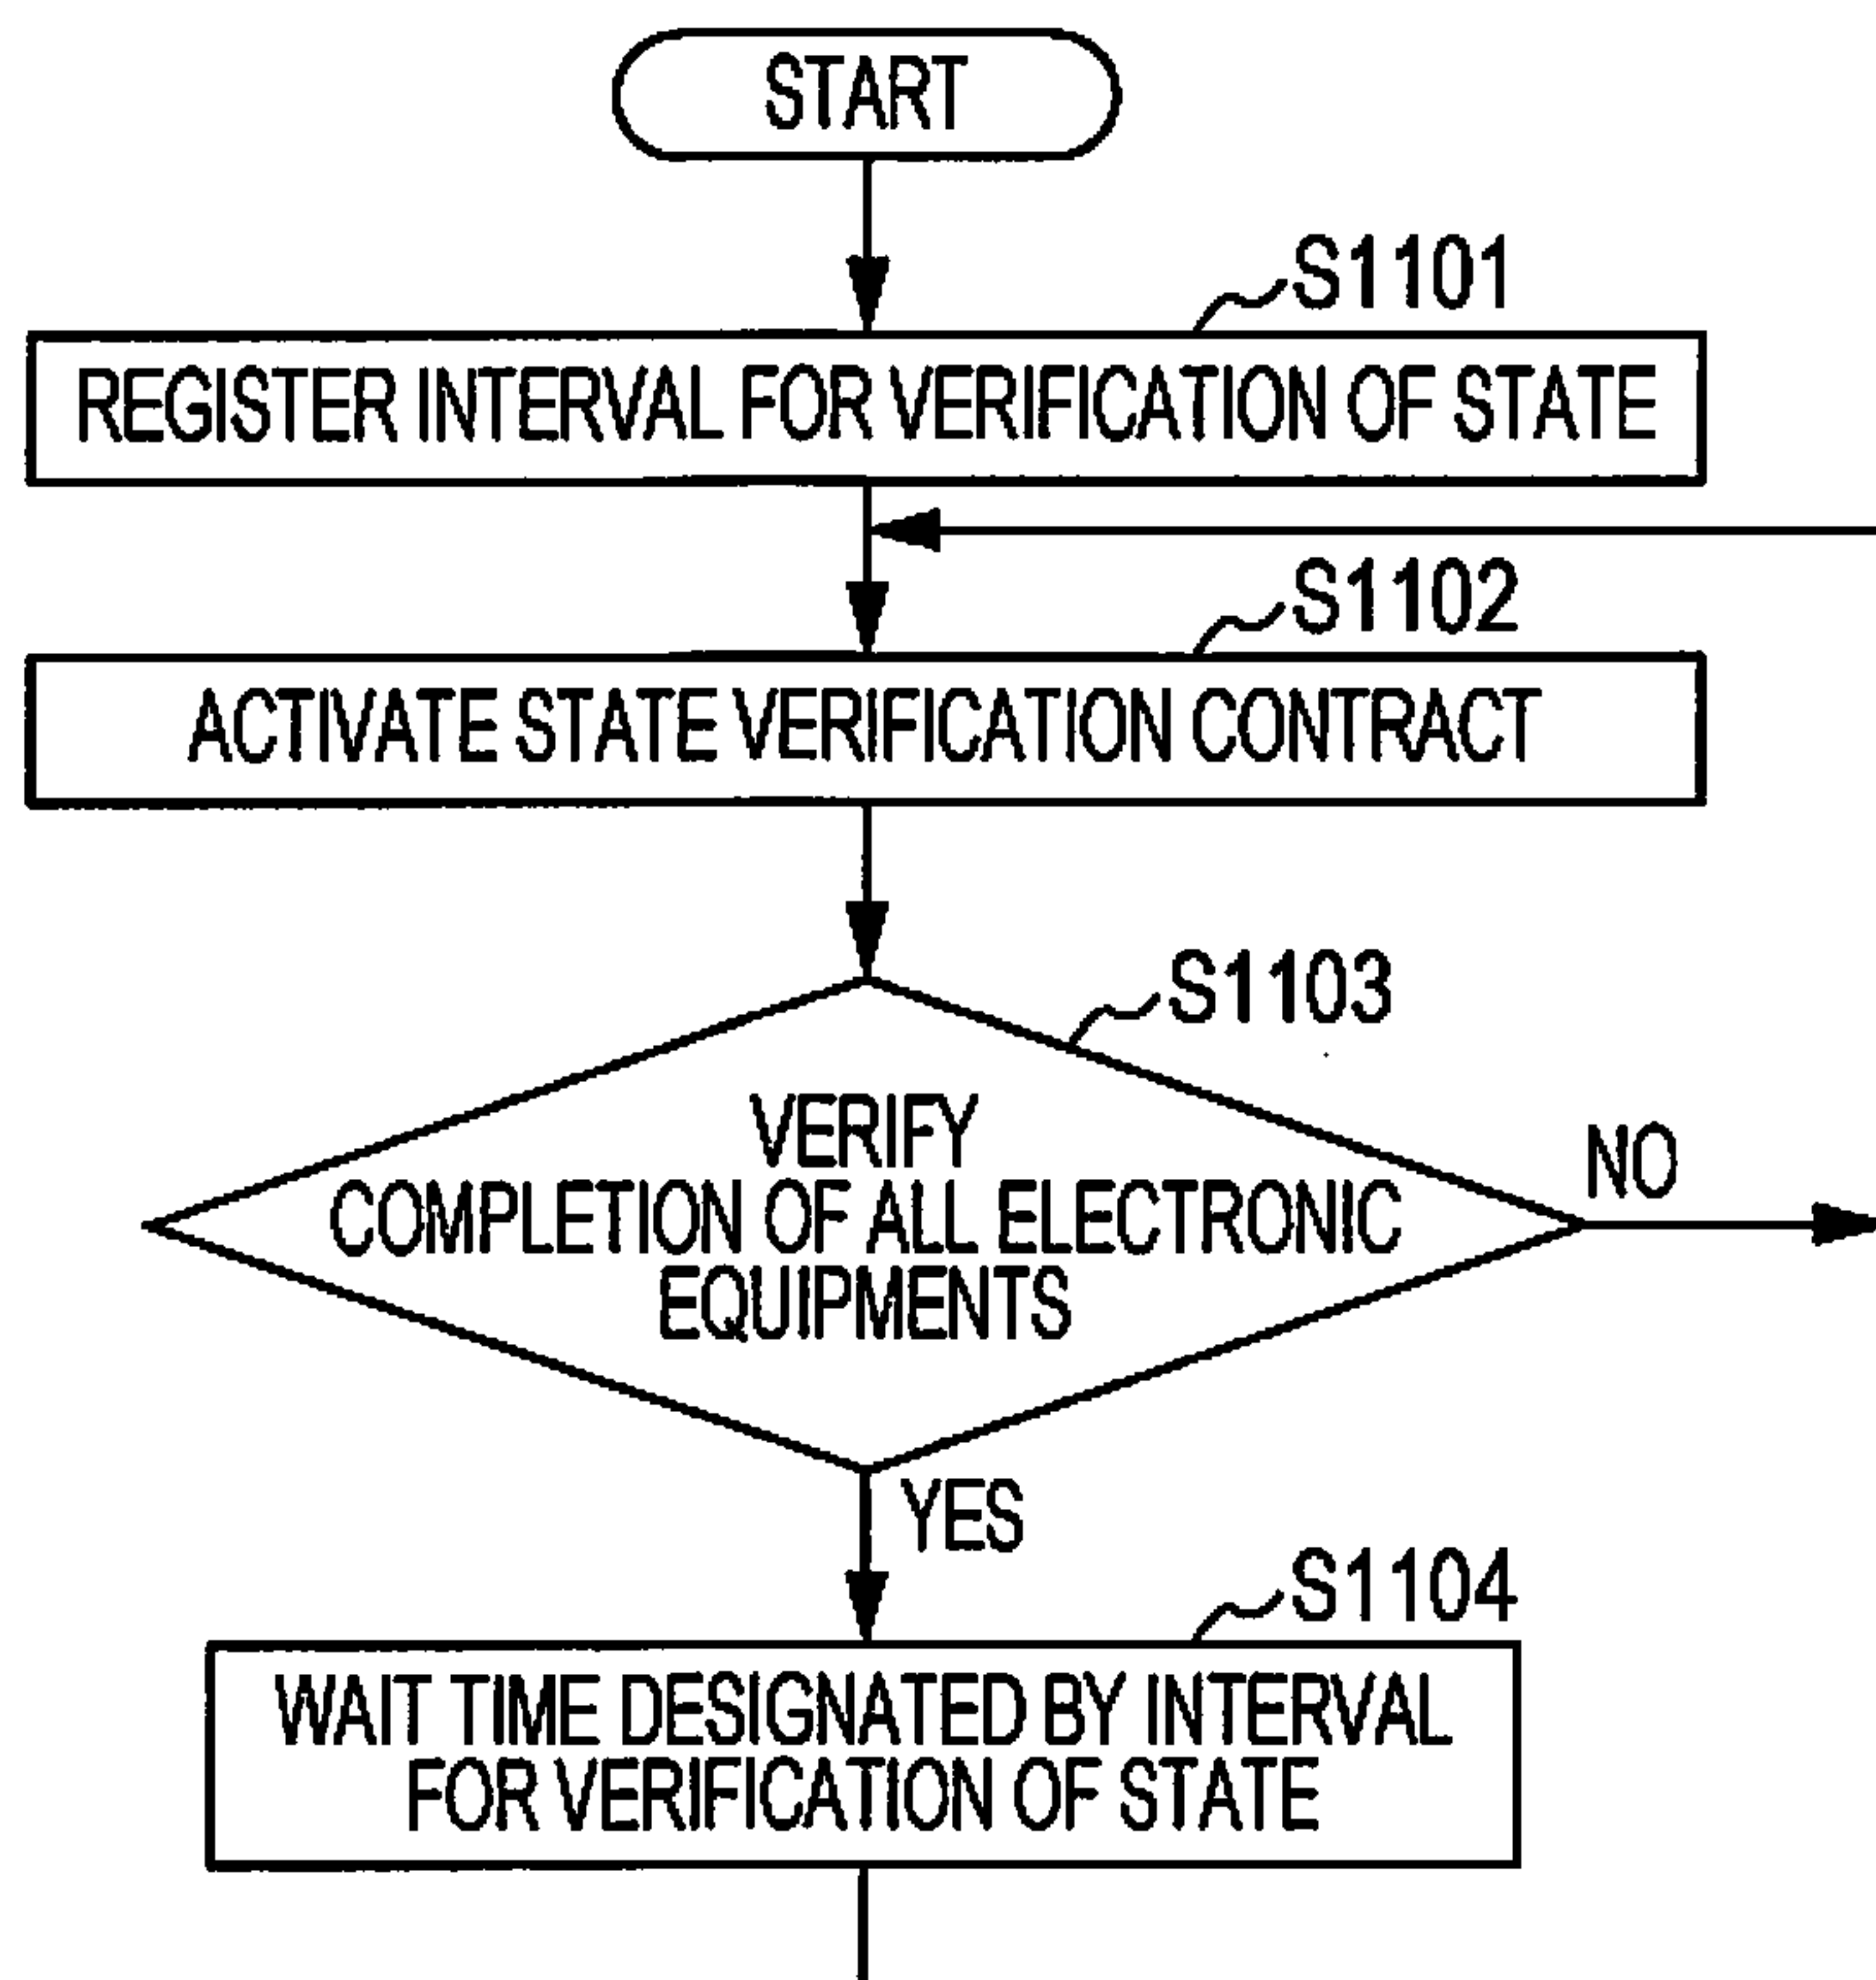 START
S1101
REGISTER INTERVAL FOR VERIFICATION OF STATE
S1102
ACTIVATE STATE VERIFICATION CONTRACT
S1103
VERIFY
COMPLETION OF ALL ELECTRONIC
EQUIPMENTS
NO
YES
S1104
WAIT TIME DESIGNATED BY INTERVAL
FOR VERIFICATION OF STATE